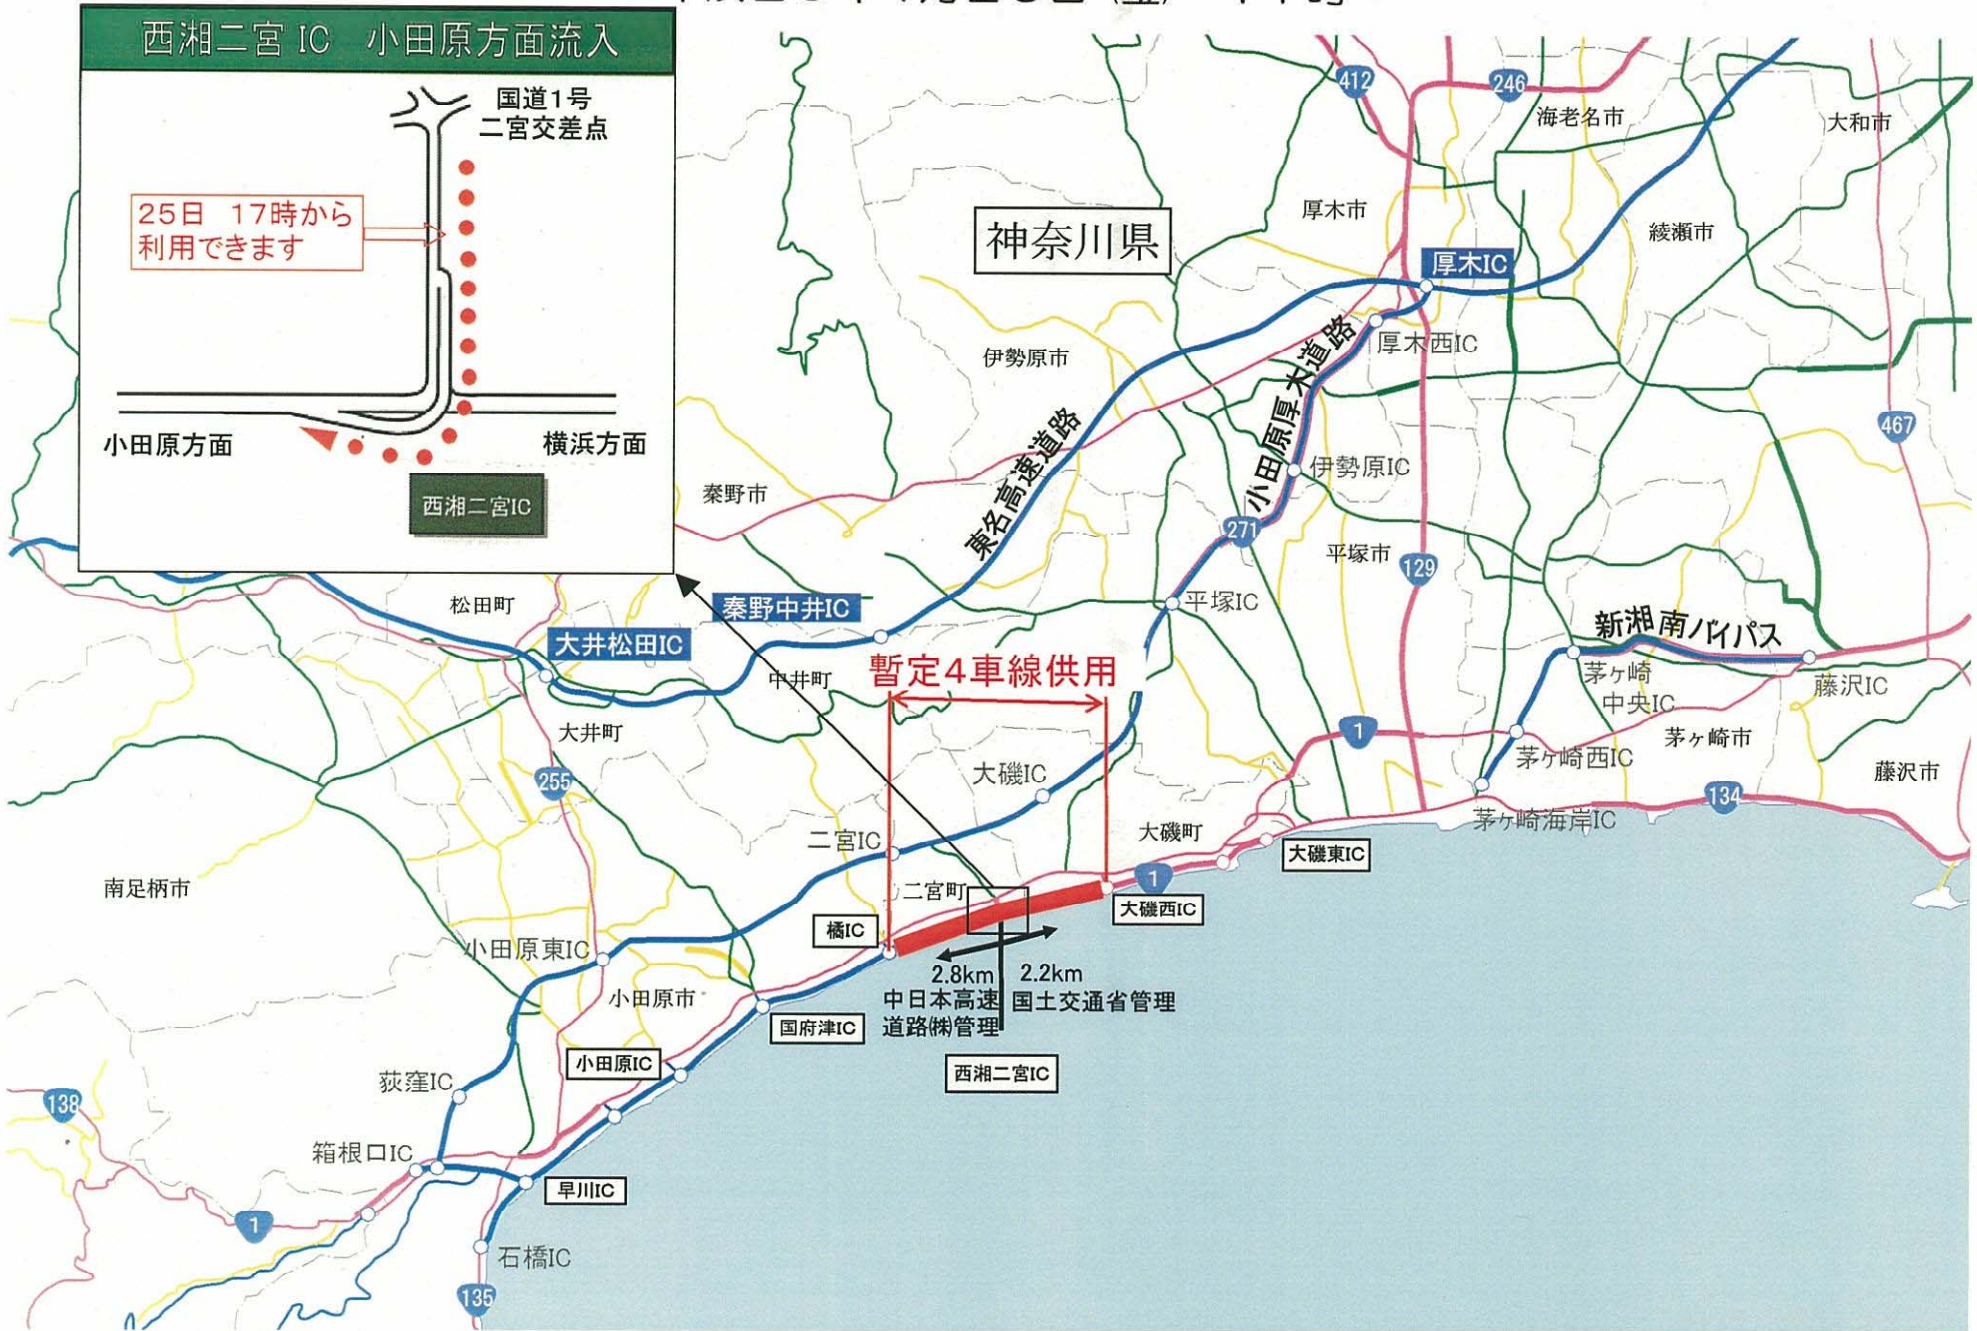 西湘二宮 IC 小田原方面流入
国道1号
二宮交差点
25日 17時から
利用できます
小田原方面
横浜方面
西湘二宮IC
412
246
海老名市
大和市
厚木市
神奈川県
綾瀬市
厚木IC
厚木西IC
伊勢原市
小田原厚木道路
東名高速道路
467
伊勢原IC
秦野市
271
平塚市
129
松田町
秦野中井IC
平塚IC
大井松田IC
新湘南バイパス
中井町
暫定4車線供用
茅ヶ崎
中央IC
藤沢IC
大井町
1
茅ヶ崎市
茅ヶ崎西IC
255
大磯IC
藤沢市
134
二宮IC
大磯町
茅ヶ崎海岸IC
大磯東IC
南足柄市
二宮町
1
大磯西IC
橘IC
小田原東IC
2.8km
2.2km
小田原市
中日本高速
道路㈱管理
国土交通省管理
国府津IC
小田原IC
西湘二宮IC
荻窪IC
138
箱根口IC
早川IC
1
石橋IC
135